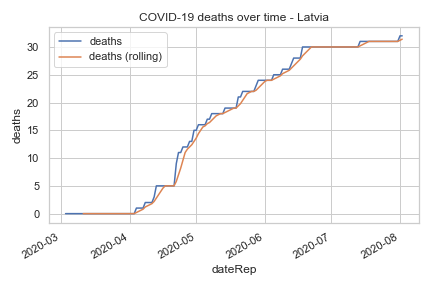 COVID-19 deaths over time - Latvia
deaths
deaths (rolling)
30
25
20
15
10
5
0
deaths
2020-03
2020-04
2020-05
2020-06
2020-07
2020-08
dateRep